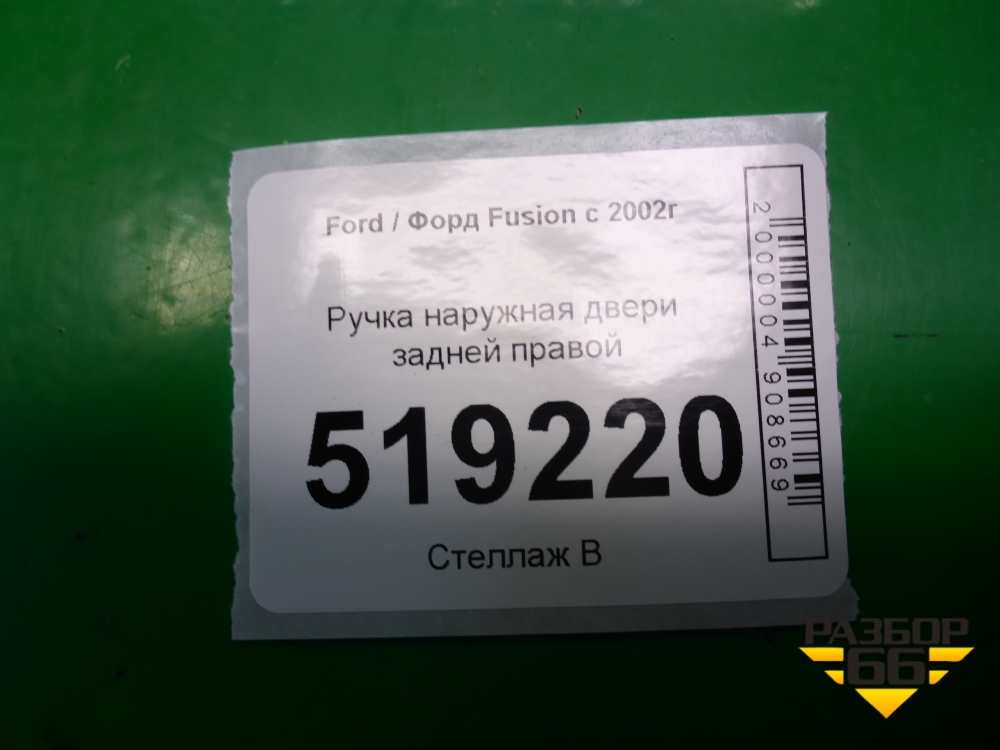 Ford / Форд Fusion с 2002г
Ручка наружная двери
задней правой
519220
Стеллаж В
2000004908669
РАЗБОР
66